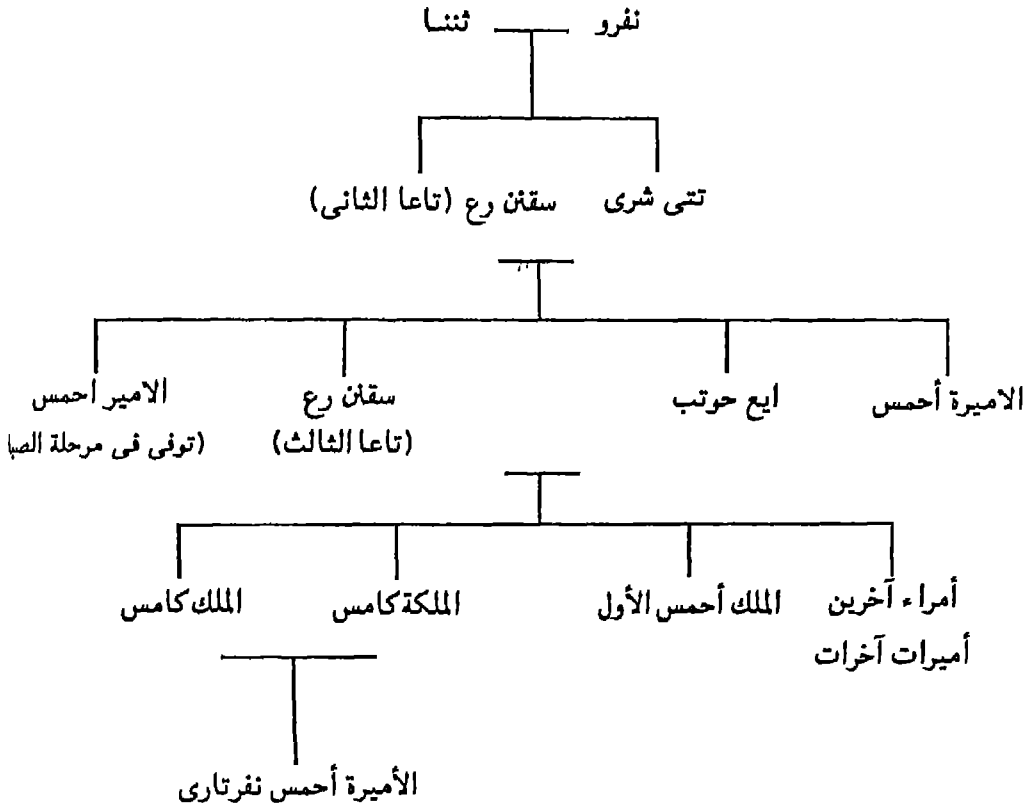 نفرو ثننا
تتى شرى سقنن رع (تاعا الثانى)
الاميرة أحمس ايع حوتب سقنن رع الامير احمس
(تاعا الثالث) (توفى فى مرحلة الصبا
أمراء آخرين الملك أحمس الأول الملكة كامس الملك كامس
أميرات آخرات
الأميرة أحمس نفرتارى